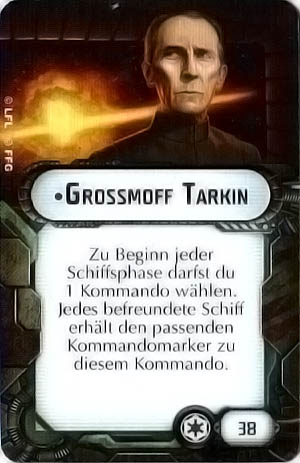 © LFL © FFG
•GROSSMOFF TARKIN
Zu Beginn jeder
Schiffsphase darfst du
1 Kommando wählen.
Jedes befreundete Schiff
erhält den passenden
Kommandomarker zu
diesem Kommando.
38